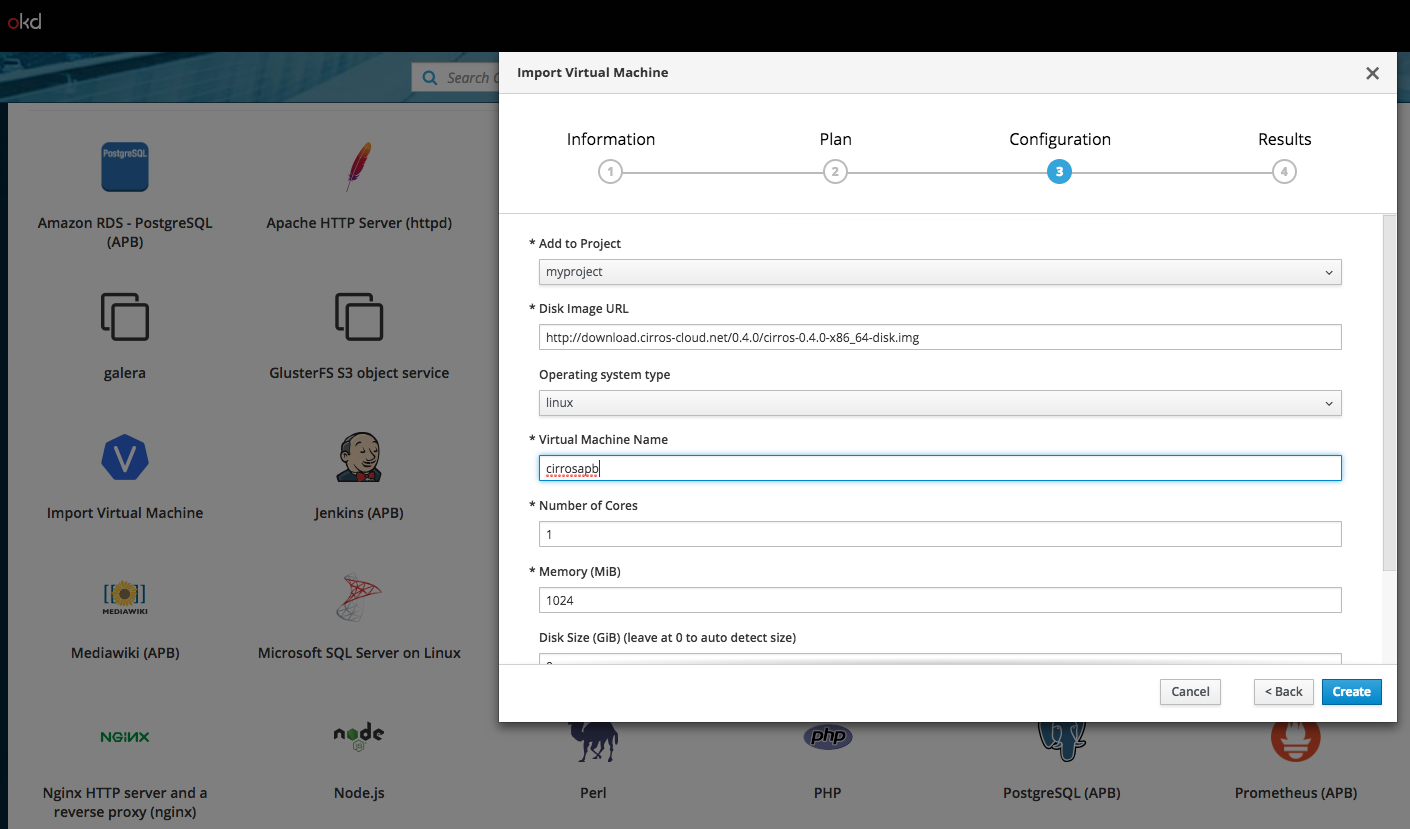 okd
Search C
Import Virtual Machine
Information
Plan
Configuration
Results
1
2
3
4
* Add to Project
myproject
* Disk Image URL
http://download.cirros-cloud.net/0.4.0/cirros-0.4.0-x86_64-disk.img
Operating system type
linux
* Virtual Machine Name
cirrosapb
* Number of Cores
1
* Memory (MiB)
1024
Disk Size (GiB) (leave at 0 to auto detect size)
Cancel
< Back
Create
PostgreSQL
Amazon RDS - PostgreSQL
(APB)
Apache HTTP Server (httpd)
galera
GlusterFS S3 object service
V
Import Virtual Machine
Jenkins (APB)
MEDIAWIKI
Mediawiki (APB)
Microsoft SQL Server on Linux
NGINX
Nginx HTTP server and a
reverse proxy (nginx)
node
JS
Node.js
Perl
php
PHP
PostgreSQL (APB)
Prometheus (APB)